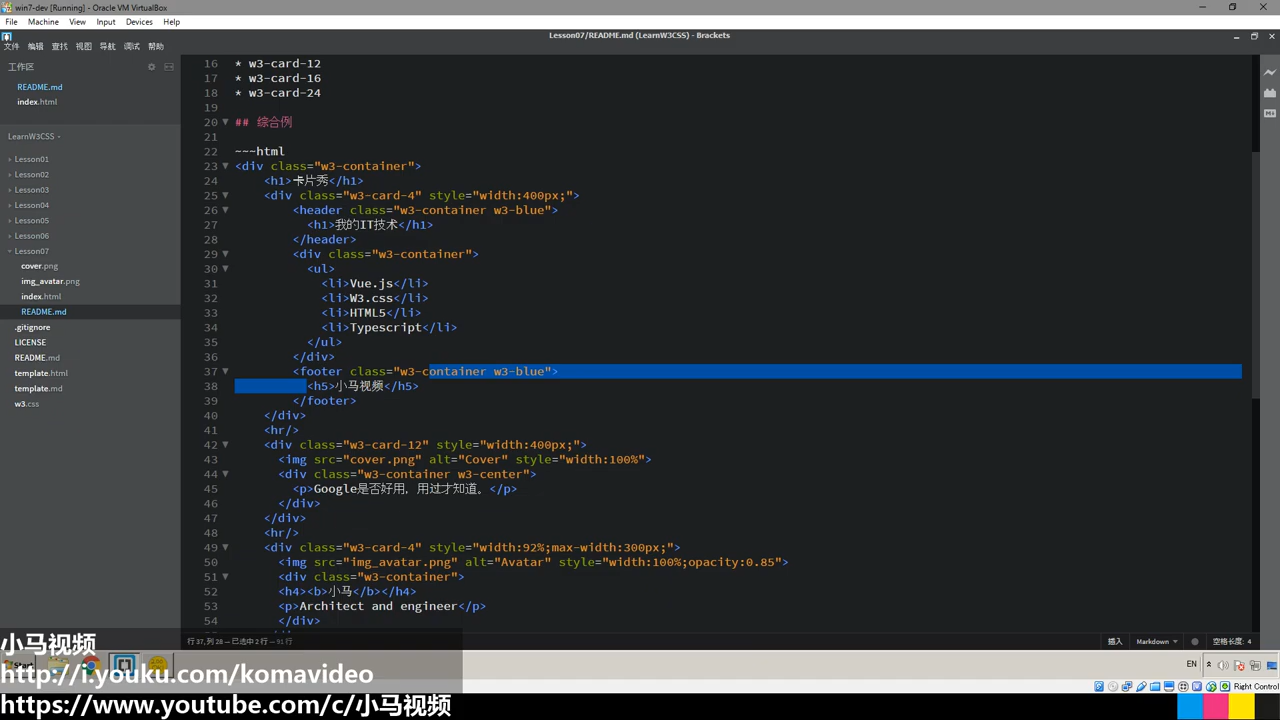 win7-dev [Running] - Oracle VM VirtualBox
File Machine View Input Devices Help
Lesson07/README.md (LearnW3CSS) - Brackets
文件 编辑 查找 视图 导航 调试 帮助
工作区
README.md
index.html
LearnW3CSS
Lesson01
Lesson02
Lesson03
Lesson04
Lesson05
Lesson06
Lesson07
cover.png
img_avatar.png
index.html
README.md
.gitignore
LICENSE
README.md
template.html
template.md
w3.css
16 * w3-card-12
17 * w3-card-16
18 * w3-card-24
19
20 ## 综合例
21
22 ~~~html
23 <div class="w3-container">
24 <h1>卡片秀</h1>
25 <div class="w3-card-4" style="width:400px;">
26 <header class="w3-container w3-blue">
27 <h1>我的IT技术</h1>
28 </header>
29 <div class="w3-container">
30 <ul>
31 <li>Vue.js</li>
32 <li>W3.css</li>
33 <li>HTML5</li>
34 <li>Typescript</li>
35 </ul>
36 </div>
37 <footer class="w3-container w3-blue">
38 <h5>小马视频</h5>
39 </footer>
40 </div>
41 <hr/>
42 <div class="w3-card-12" style="width:400px;">
43 <img src="cover.png" alt="Cover" style="width:100%">
44 <div class="w3-container w3-center">
45 <p>Google是否好用，用过才知道。</p>
46 </div>
47 </div>
48 <hr/>
49 <div class="w3-card-4" style="width:92%;max-width:300px;">
50 <img src="img_avatar.png" alt="Avatar" style="width:100%;opacity:0.85">
51 <div class="w3-container">
52 <h4><b>小马</b></h4>
53 <p>Architect and engineer</p>
54 </div>
行 37, 列 28 — 已选中 2 行 — 91 行
插入 Markdown 空格长度: 4
小马视频
http://i.youku.com/komavideo
https://www.youtube.com/c/小马视频
Start
EN
Right Control